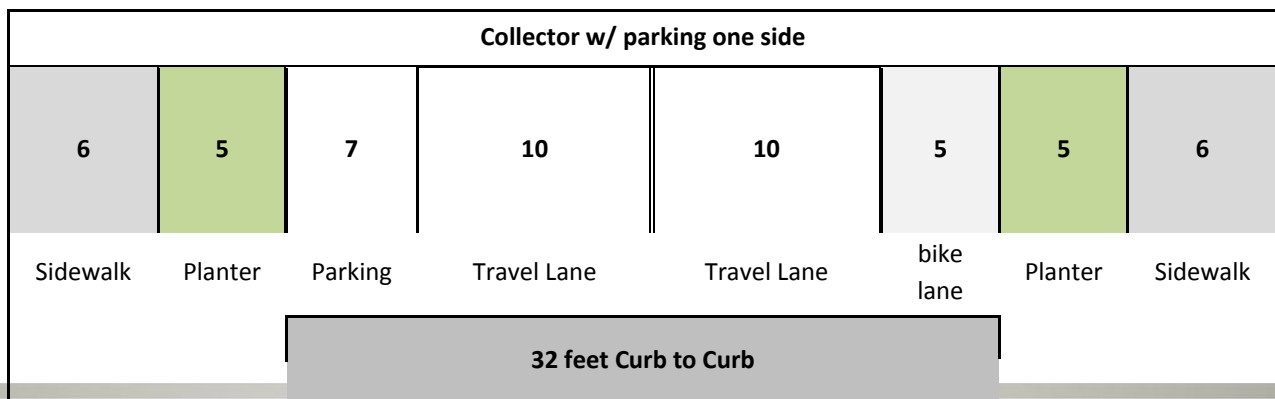 Collector w/ parking one side
6 5 7 10 10 5 5 6
Sidewalk Planter Parking Travel Lane Travel Lane bike lane Planter Sidewalk
32 feet Curb to Curb